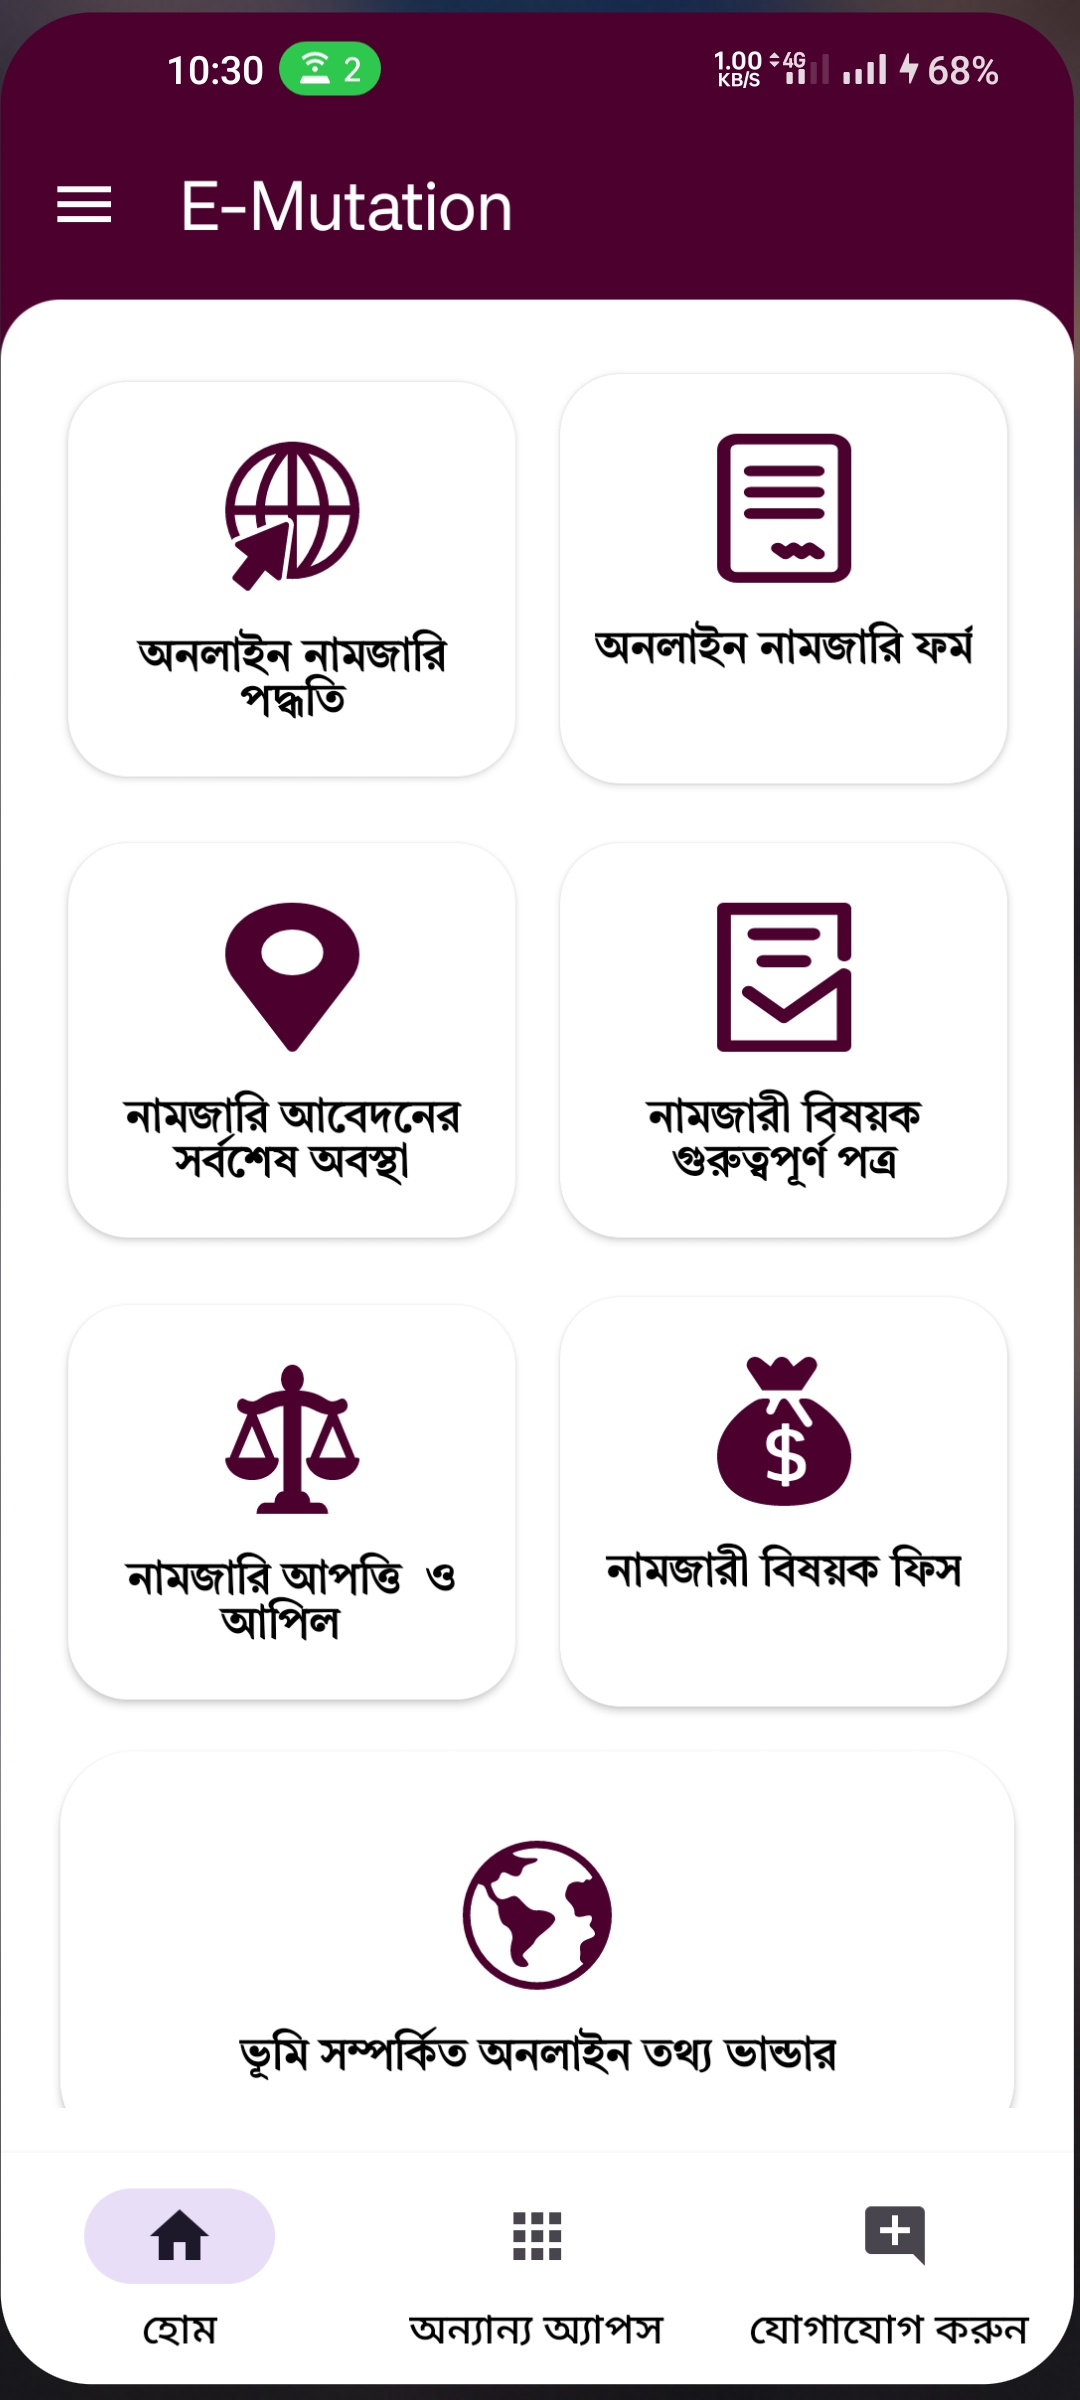 10:30 2 1.00 KB/S 4G 68%
E-Mutation
অনলাইন নামজারি
পদ্ধতি
অনলাইন নামজারি ফর্ম
নামজারি আবেদনের
সর্বশেষ অবস্থা
নামজারী বিষয়ক
গুরুত্বপূর্ণ পত্র
নামজারি আপত্তি ও
আপিল
$
নামজারী বিষয়ক ফিস
ভূমি সম্পর্কিত অনলাইন তথ্য ভান্ডার
হোম
অন্যান্য অ্যাপস
যোগাযোগ করুন